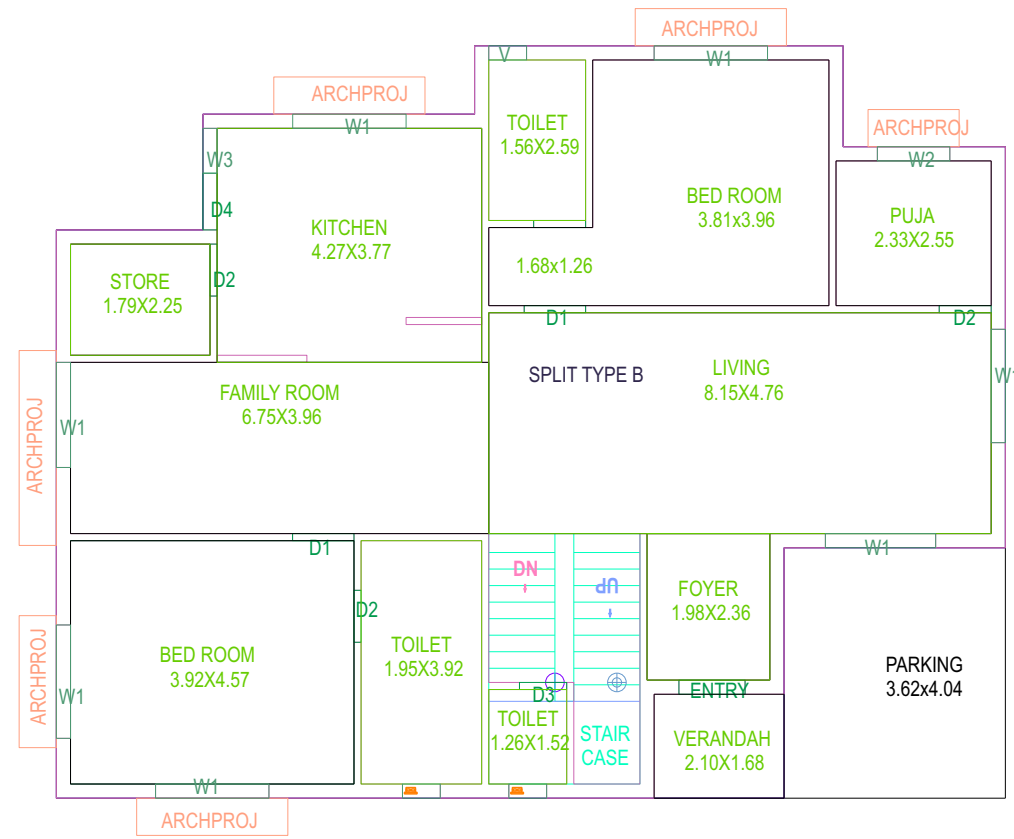 ARCHPROJ
V
W1
ARCHPROJ
TOILET
1.56X2.59
W1
ARCHPROJ
W3
W2
D4
KITCHEN
4.27X3.77
BED ROOM
3.81x3.96
PUJA
2.33X2.55
1.68x1.26
STORE
1.79X2.25
D2
D1
D2
FAMILY ROOM
6.75X3.96
SPLIT TYPE B
LIVING
8.15X4.76
W1
ARCHPROJ
W1
D1
W1
DN
UP
FOYER
1.98X2.36
D2
BED ROOM
3.92X4.57
TOILET
1.95X3.92
PARKING
3.62x4.04
ARCHPROJ
W1
D3
ENTRY
TOILET
1.26X1.52
STAIR
CASE
VERANDAH
2.10X1.68
W1
ARCHPROJ